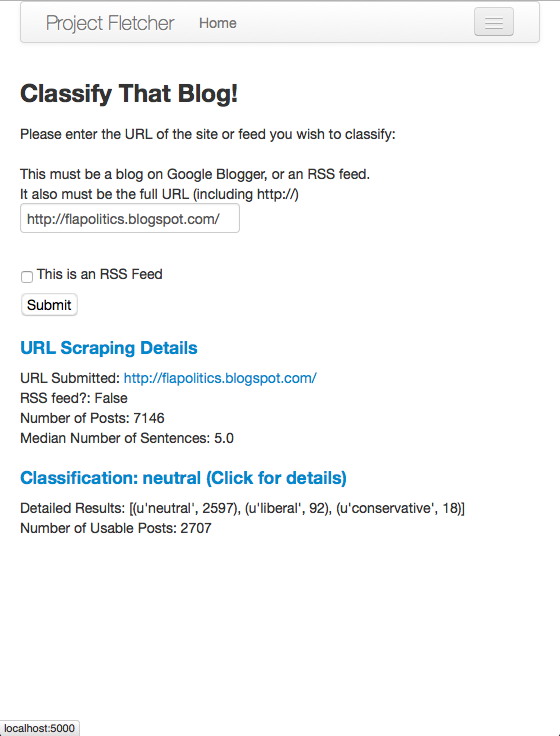 Project Fletcher Home
Classify That Blog!
Please enter the URL of the site or feed you wish to classify:
This must be a blog on Google Blogger, or an RSS feed.
It also must be the full URL (including http://)
http://flapolitics.blogspot.com/
This is an RSS Feed
Submit
URL Scraping Details
URL Submitted: http://flapolitics.blogspot.com/
RSS feed?: False
Number of Posts: 7146
Median Number of Sentences: 5.0
Classification: neutral (Click for details)
Detailed Results: [(u'neutral', 2597), (u'liberal', 92), (u'conservative', 18)]
Number of Usable Posts: 2707
localhost:5000